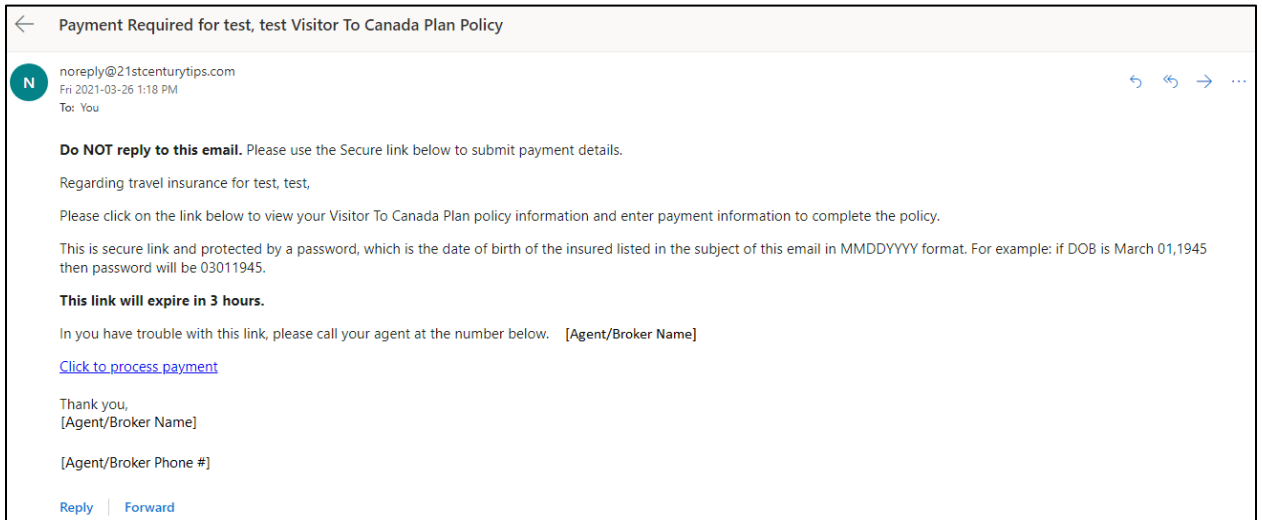 Payment Required for test, test Visitor To Canada Plan Policy
N
noreply@21stcenturytips.com
Fri 2021-03-26 1:18 PM
To: You
Do NOT reply to this email. Please use the Secure link below to submit payment details.
Regarding travel insurance for test, test,
Please click on the link below to view your Visitor To Canada Plan policy information and enter payment information to complete the policy.
This is secure link and protected by a password, which is the date of birth of the insured listed in the subject of this email in MMDDYYYY format. For example: if DOB is March 01,1945
then password will be 03011945.
This link will expire in 3 hours.
In you have trouble with this link, please call your agent at the number below. [Agent/Broker Name]
Click to process payment
Thank you,
[Agent/Broker Name]
[Agent/Broker Phone #]
Reply Forward